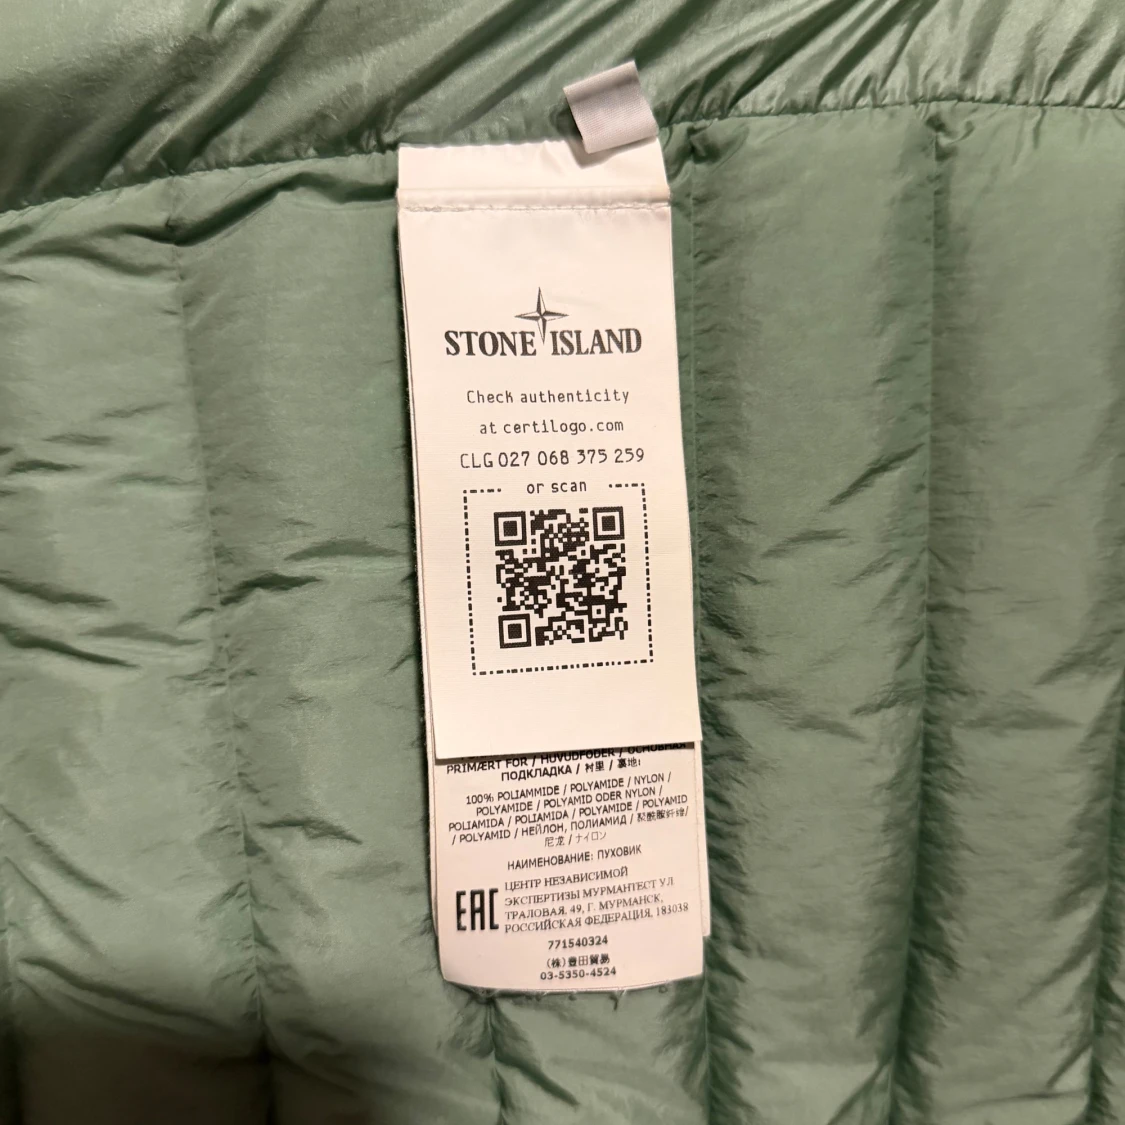 STONE ISLAND
Check authenticity
at certilogo.com
CLG 027 068 375 259
or scan
PRIMÆRT FOR / HUVUDFODER / ОСНОВНАЯ
ПОДКЛАДКА / 衬里 / 裏地:
100% POLIAMMIDE / POLYAMIDE / NYLON /
POLYAMIDE / POLYAMID ODER NYLON /
POLIAMIDA / POLIAMIDA / POLYAMIDE / POLYAMID
/ POLYAMID / НЕЙЛОН, ПОЛИАМИД / 聚酰胺纤维/
尼龙 / ナイロン
НАИМЕНОВАНИЕ: ПУХОВИК
EAC
ЦЕНТР НЕЗАВИСИМОЙ
ЭКСПЕРТИЗЫ МУРМАНТЕСТ УЛ
ТРАЛОВАЯ, 49, Г. МУРМАНСК,
РОССИЙСКАЯ ФЕДЕРАЦИЯ, 183038
771540324
(株)豊田貿易
03-5350-4524